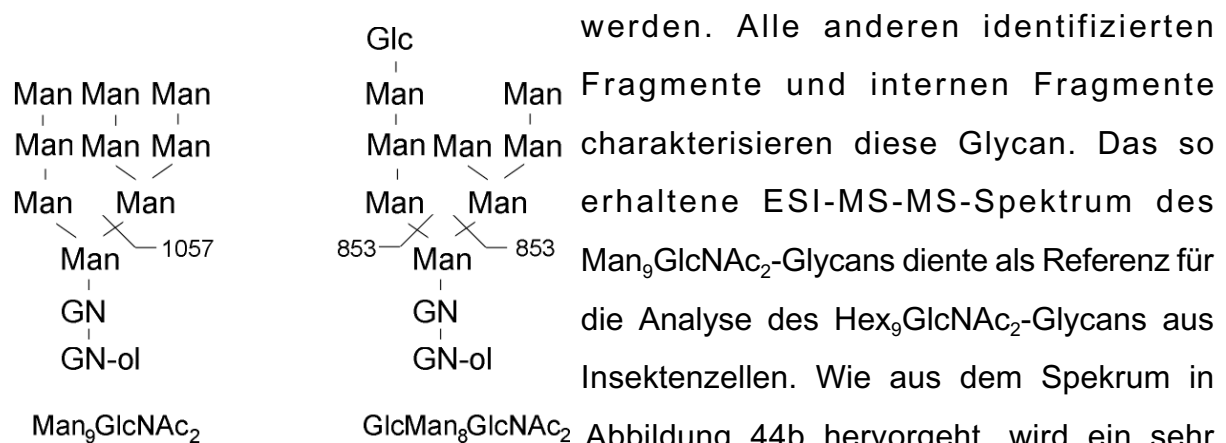 Glc
Man Man Man Man Man
Man Man Man Man Man Man
Man Man Man Man
1057 853 853
Man Man
GN GN
GN-ol GN-ol
Man₉GlcNAc₂ GlcMan₈GlcNAc₂
werden. Alle anderen identifizierten
Fragmente und internen Fragmente
charakterisieren diese Glycan. Das so
erhaltene ESI-MS-MS-Spektrum des
Man₉GlcNAc₂-Glycans diente als Referenz für
die Analyse des Hex₉GlcNAc₂-Glycans aus
Insektenzellen. Wie aus dem Spekrum in
Abbildung 44b hervorgeht, wird ein sehr